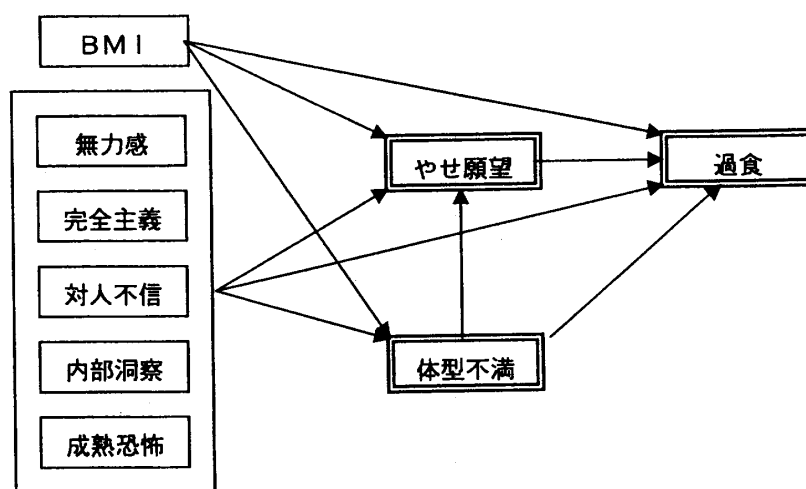 BMI
無力感
完全主義
対人不信
内部洞察
成熟恐怖
やせ願望
体型不満
過食